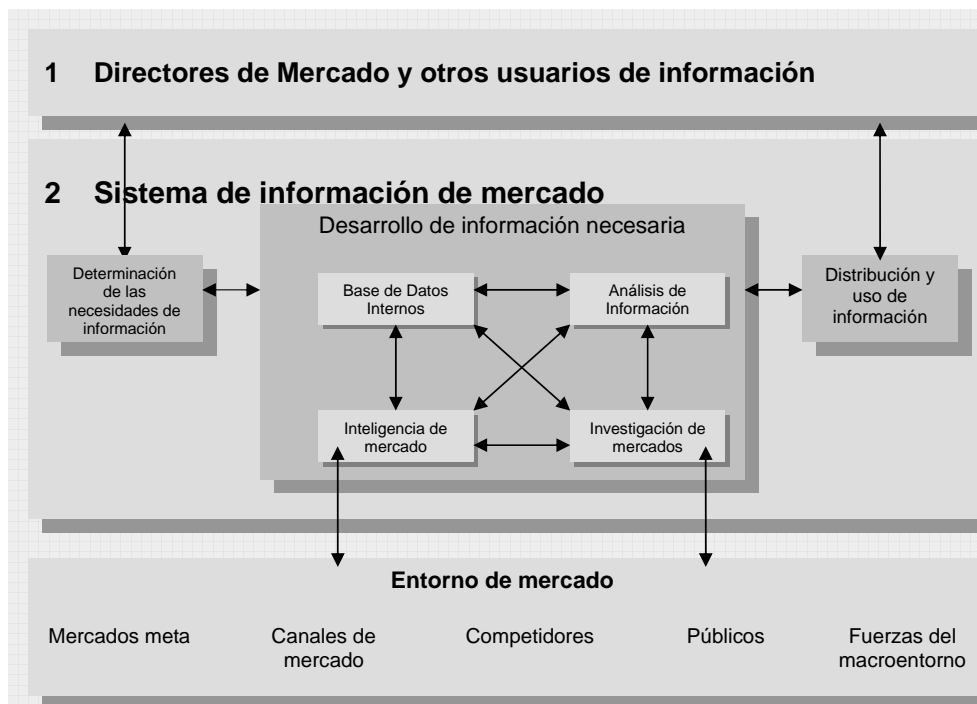 1 Directores de Mercado y otros usuarios de información
2 Sistema de información de mercado
Desarrollo de información necesaria
Determinación
de las
necesidades de
información
Base de Datos
Internos
Análisis de
Información
Distribución y
uso de
información
Inteligencia de
mercado
Investigación de
mercados
Entorno de mercado
Mercados meta
Canales de
mercado
Competidores
Públicos
Fuerzas del
macroentorno